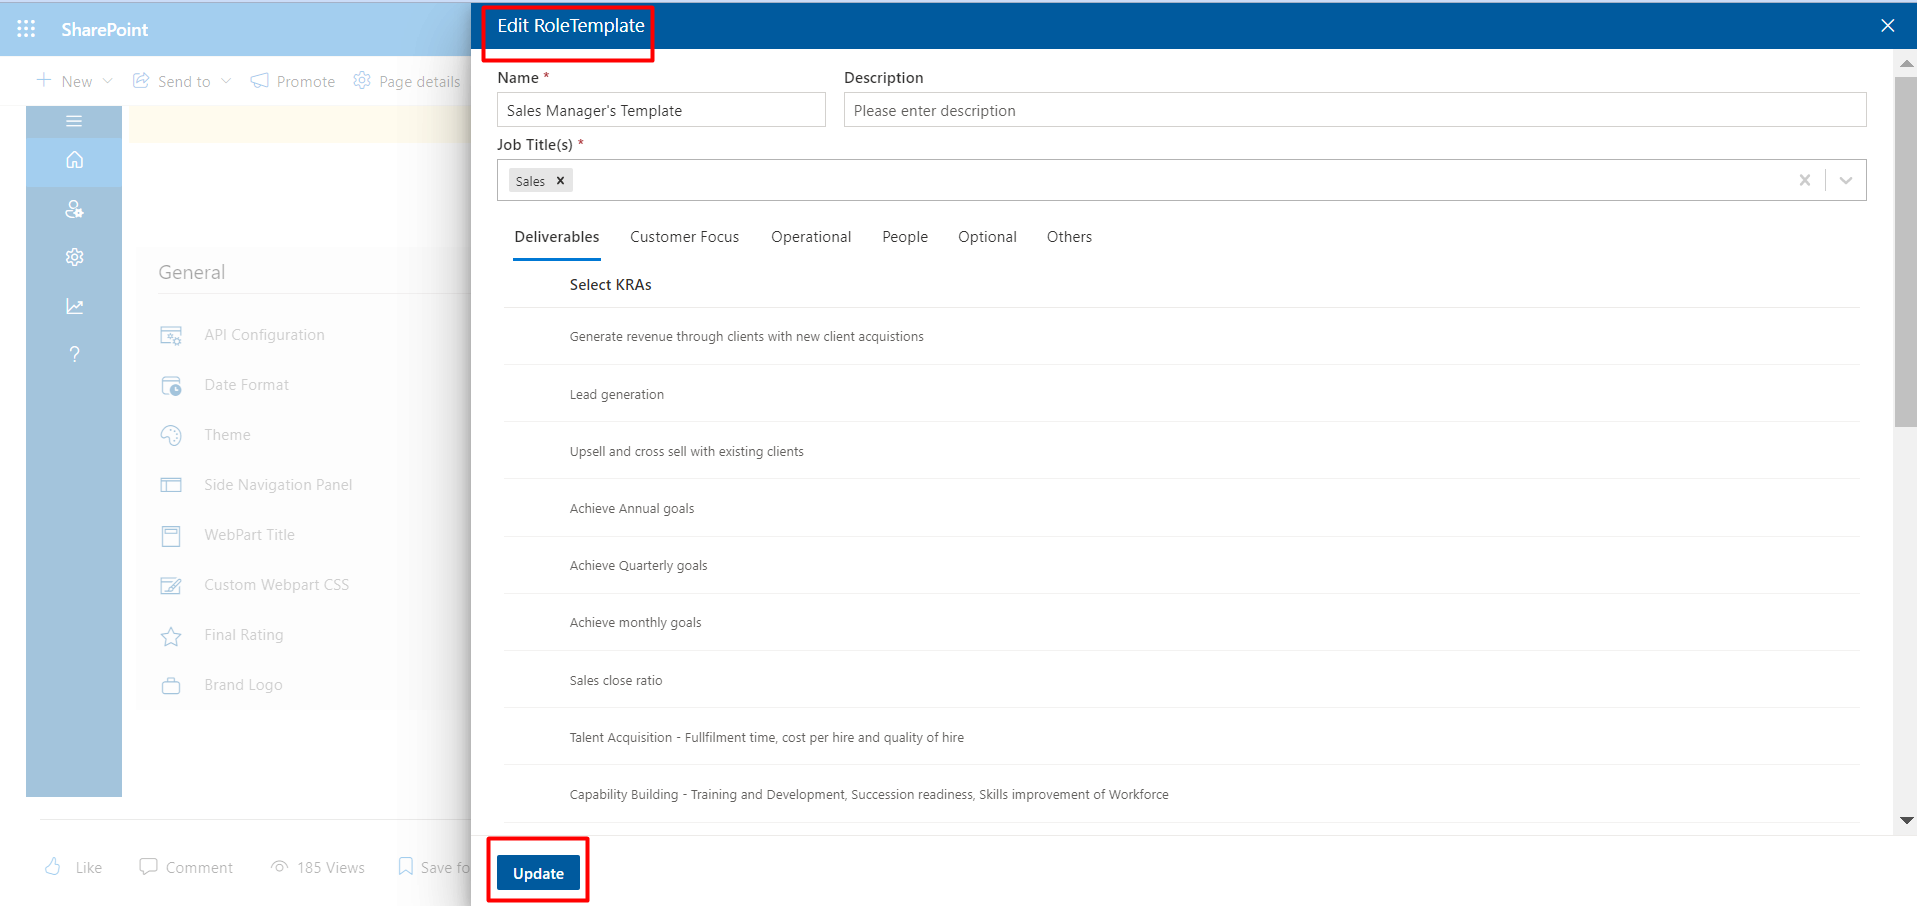 SharePoint
New
Send to
Promote
Page details
General
API Configuration
Date Format
Theme
Side Navigation Panel
WebPart Title
Custom Webpart CSS
Final Rating
Brand Logo
Like
Comment
185 Views
Save fo
Edit RoleTemplate
Name *
Description
Sales Manager's Template
Please enter description
Job Title(s) *
Sales
Deliverables
Customer Focus
Operational
People
Optional
Others
Select KRAs
Generate revenue through clients with new client acquistions
Lead generation
Upsell and cross sell with existing clients
Achieve Annual goals
Achieve Quarterly goals
Achieve monthly goals
Sales close ratio
Talent Acquisition - Fullfilment time, cost per hire and quality of hire
Capability Building - Training and Development, Succession readiness, Skills improvement of Workforce
Update